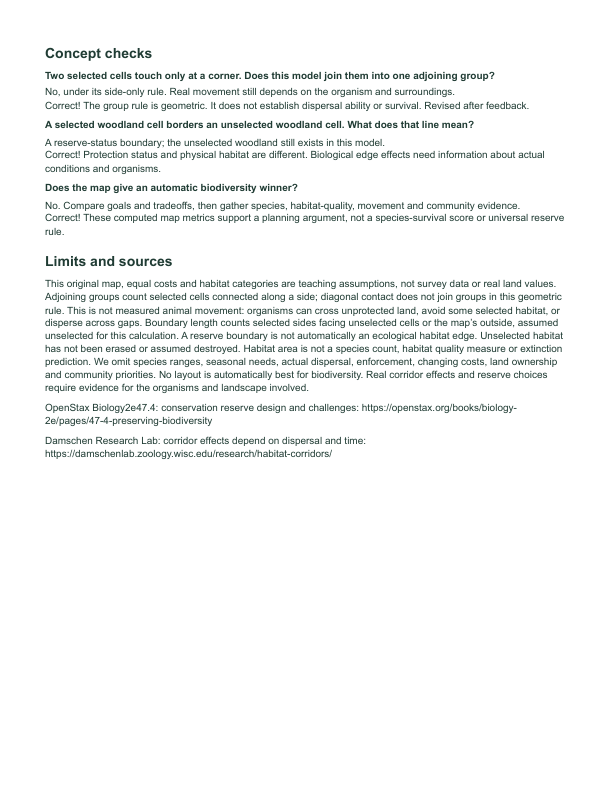 Concept checks
Two selected cells touch only at a corner. Does this model join them into one adjoining group?
No, under its side-only rule. Real movement still depends on the organism and surroundings.
Correct! The group rule is geometric. It does not establish dispersal ability or survival. Revised after feedback.
A selected woodland cell borders an unselected woodland cell. What does that line mean?
A reserve-status boundary; the unselected woodland still exists in this model.
Correct! Protection status and physical habitat are different. Biological edge effects need information about actual
conditions and organisms.
Does the map give an automatic biodiversity winner?
No. Compare goals and tradeoffs, then gather species, habitat-quality, movement and community evidence.
Correct! These computed map metrics support a planning argument, not a species-survival score or universal reserve
rule.
Limits and sources
This original map, equal costs and habitat categories are teaching assumptions, not survey data or real land values.
Adjoining groups count selected cells connected along a side; diagonal contact does not join groups in this geometric
rule. This is not measured animal movement: organisms can cross unprotected land, avoid some selected habitat, or
disperse across gaps. Boundary length counts selected sides facing unselected cells or the map's outside, assumed
unselected for this calculation. A reserve boundary is not automatically an ecological habitat edge. Unselected habitat
has not been erased or assumed destroyed. Habitat area is not a species count, habitat quality measure or extinction
prediction. We omit species ranges, seasonal needs, actual dispersal, enforcement, changing costs, land ownership
and community priorities. No layout is automatically best for biodiversity. Real corridor effects and reserve choices
require evidence for the organisms and landscape involved.
OpenStax Biology2e47.4: conservation reserve design and challenges: https://openstax.org/books/biology-
2e/pages/47-4-preserving-biodiversity
Damschen Research Lab: corridor effects depend on dispersal and time:
https://damschenlab.zoology.wisc.edu/research/habitat-corridors/